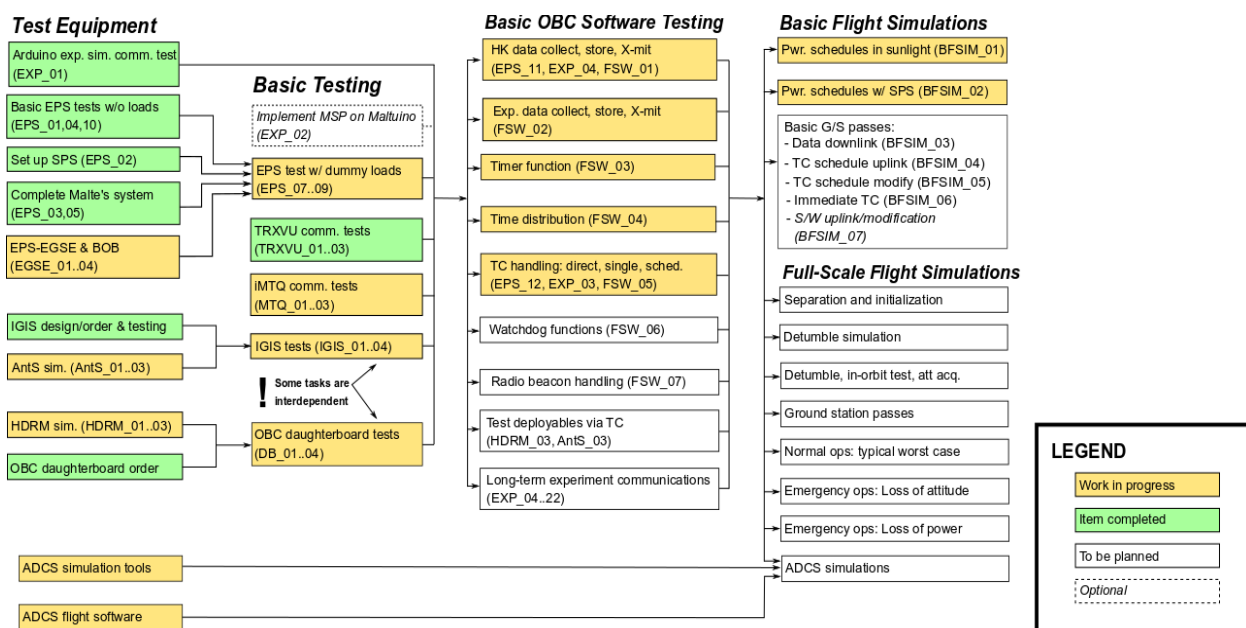 Test Equipment
Arduino exp. sim. comm. test
(EXP_01)
Basic EPS tests w/o loads
(EPS_01,04,10)
Set up SPS (EPS_02)
Complete Malte's system
(EPS_03,05)
EPS-EGSE & BOB
(EGSE_01..04)
IGIS design/order & testing
AntS sim. (AntS_01..03)
HDRM sim. (HDRM_01..03)
OBC daughterboard order
ADCS simulation tools
ADCS flight software
Basic Testing
Implement MSP on Maltuino
(EXP_02)
EPS test w/ dummy loads
(EPS_07..09)
TRXVU comm. tests
(TRXVU_01..03)
iMTQ comm. tests
(MTQ_01..03)
IGIS tests (IGIS_01..04)
! Some tasks are
interdependent
OBC daughterboard tests
(DB_01..04)
Basic OBC Software Testing
HK data collect, store, X-mit
(EPS_11, EXP_04, FSW_01)
Exp. data collect, store, X-mit
(FSW_02)
Timer function (FSW_03)
Time distribution (FSW_04)
TC handling: direct, single, sched.
(EPS_12, EXP_03, FSW_05)
Watchdog functions (FSW_06)
Radio beacon handling (FSW_07)
Test deployables via TC
(HDRM_03, AntS_03)
Long-term experiment communications
(EXP_04..22)
Basic Flight Simulations
Pwr. schedules in sunlight (BFSIM_01)
Pwr. schedules w/ SPS (BFSIM_02)
Basic G/S passes:
- Data downlink (BFSIM_03)
- TC schedule uplink (BFSIM_04)
- TC schedule modify (BFSIM_05)
- Immediate TC (BFSIM_06)
- S/W uplink/modification
(BFSIM_07)
Full-Scale Flight Simulations
Separation and initialization
Detumble simulation
Detumble, in-orbit test, att acq.
Ground station passes
Normal ops: typical worst case
Emergency ops: Loss of attitude
Emergency ops: Loss of power
ADCS simulations
LEGEND
Work in progress
Item completed
To be planned
Optional